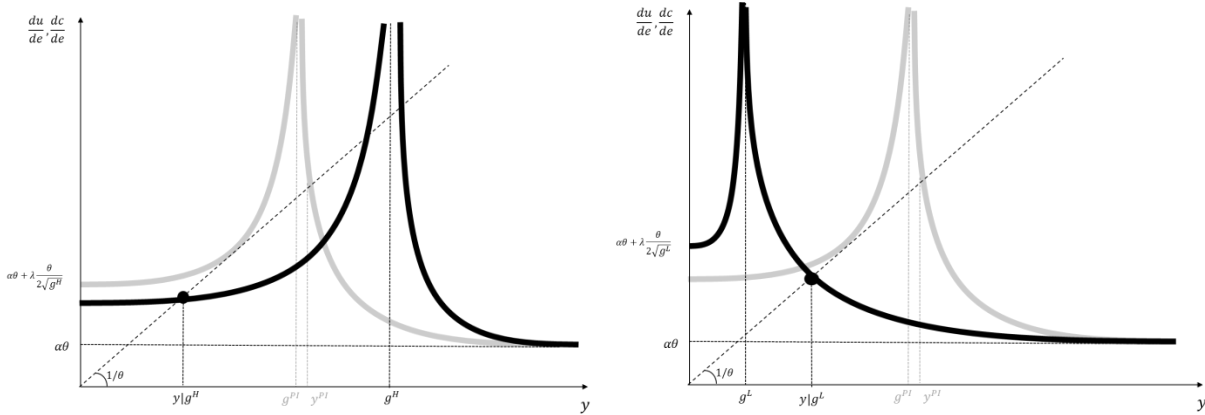 du/de, dc/de
αθ + λ θ/(2√g^H)
αθ
1/θ
y|g^H
g^PI
y^PI
g^H
y
du/de, dc/de
αθ + λ θ/(2√g^L)
αθ
1/θ
g^L
y|g^L
g^PI
y^PI
y